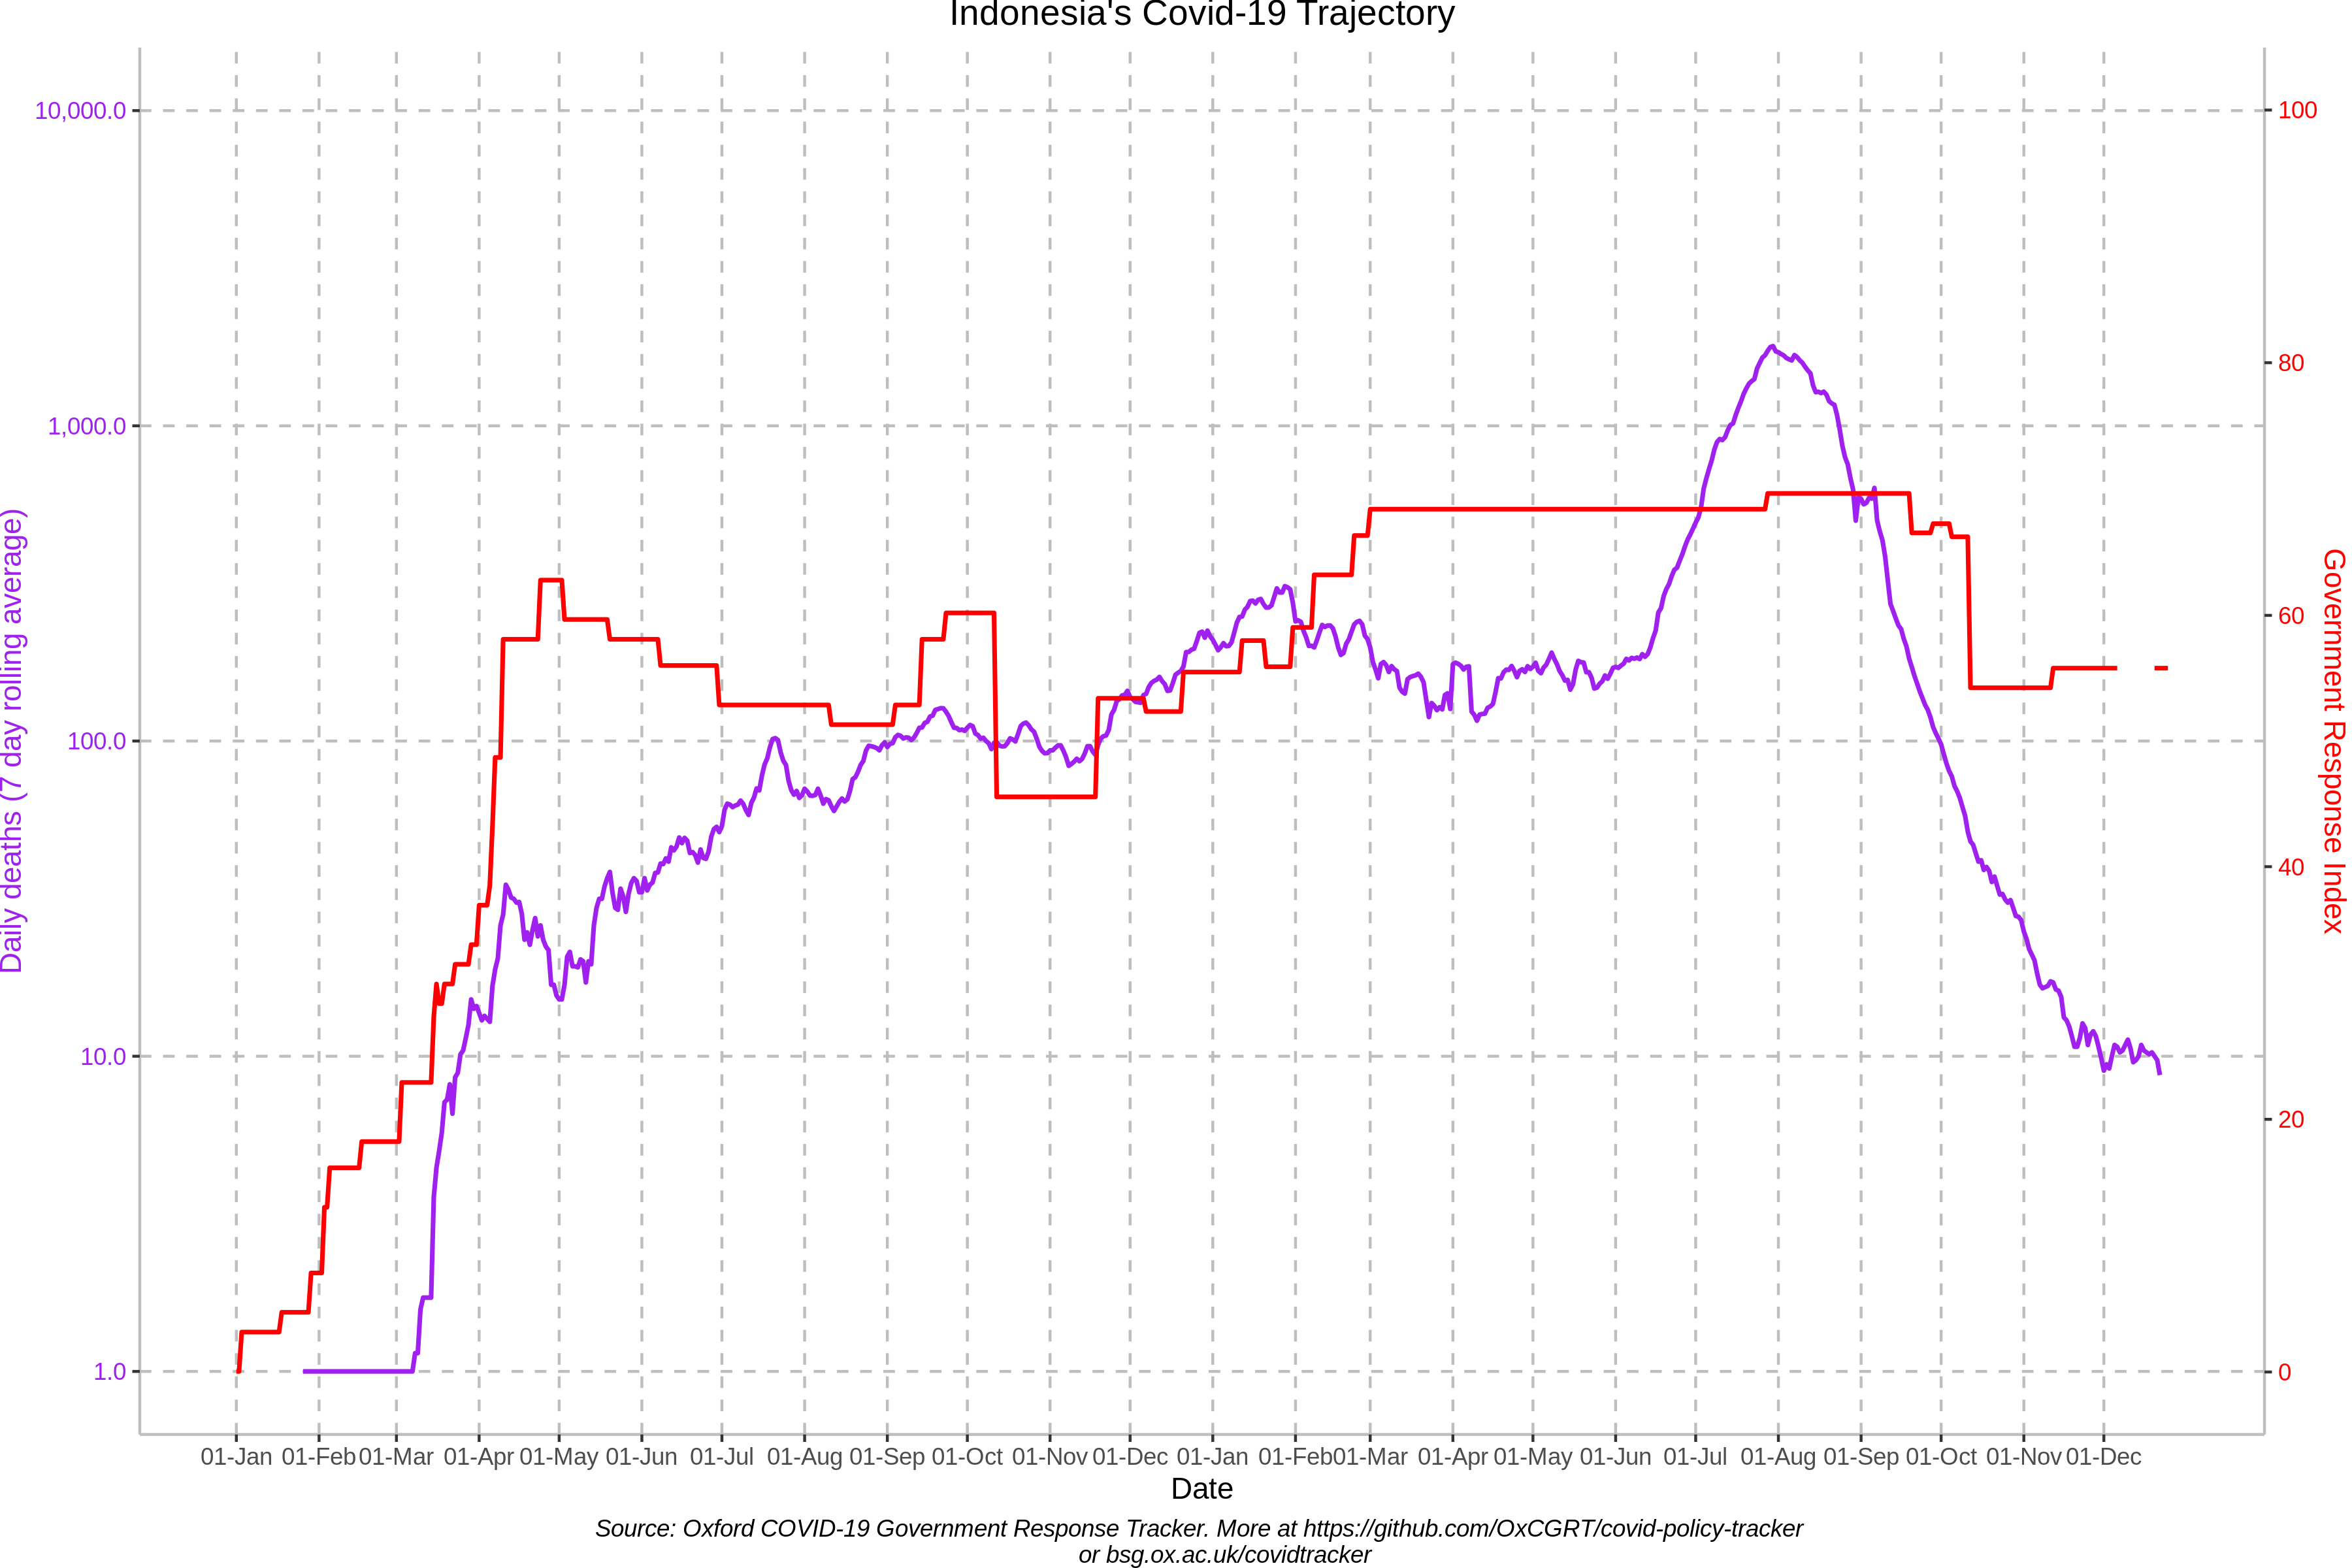 Indonesia's Covid-19 Trajectory
10,000.0
1,000.0
100.0
10.0
1.0
Daily deaths (7 day rolling average)
100
80
60
40
20
0
Government Response Index
01-Jan 01-Feb 01-Mar 01-Apr 01-May 01-Jun 01-Jul 01-Aug 01-Sep 01-Oct 01-Nov 01-Dec 01-Jan 01-Feb 01-Mar 01-Apr 01-May 01-Jun 01-Jul 01-Aug 01-Sep 01-Oct 01-Nov 01-Dec
Date
Source: Oxford COVID-19 Government Response Tracker. More at https://github.com/OxCGRT/covid-policy-tracker
or bsg.ox.ac.uk/covidtracker